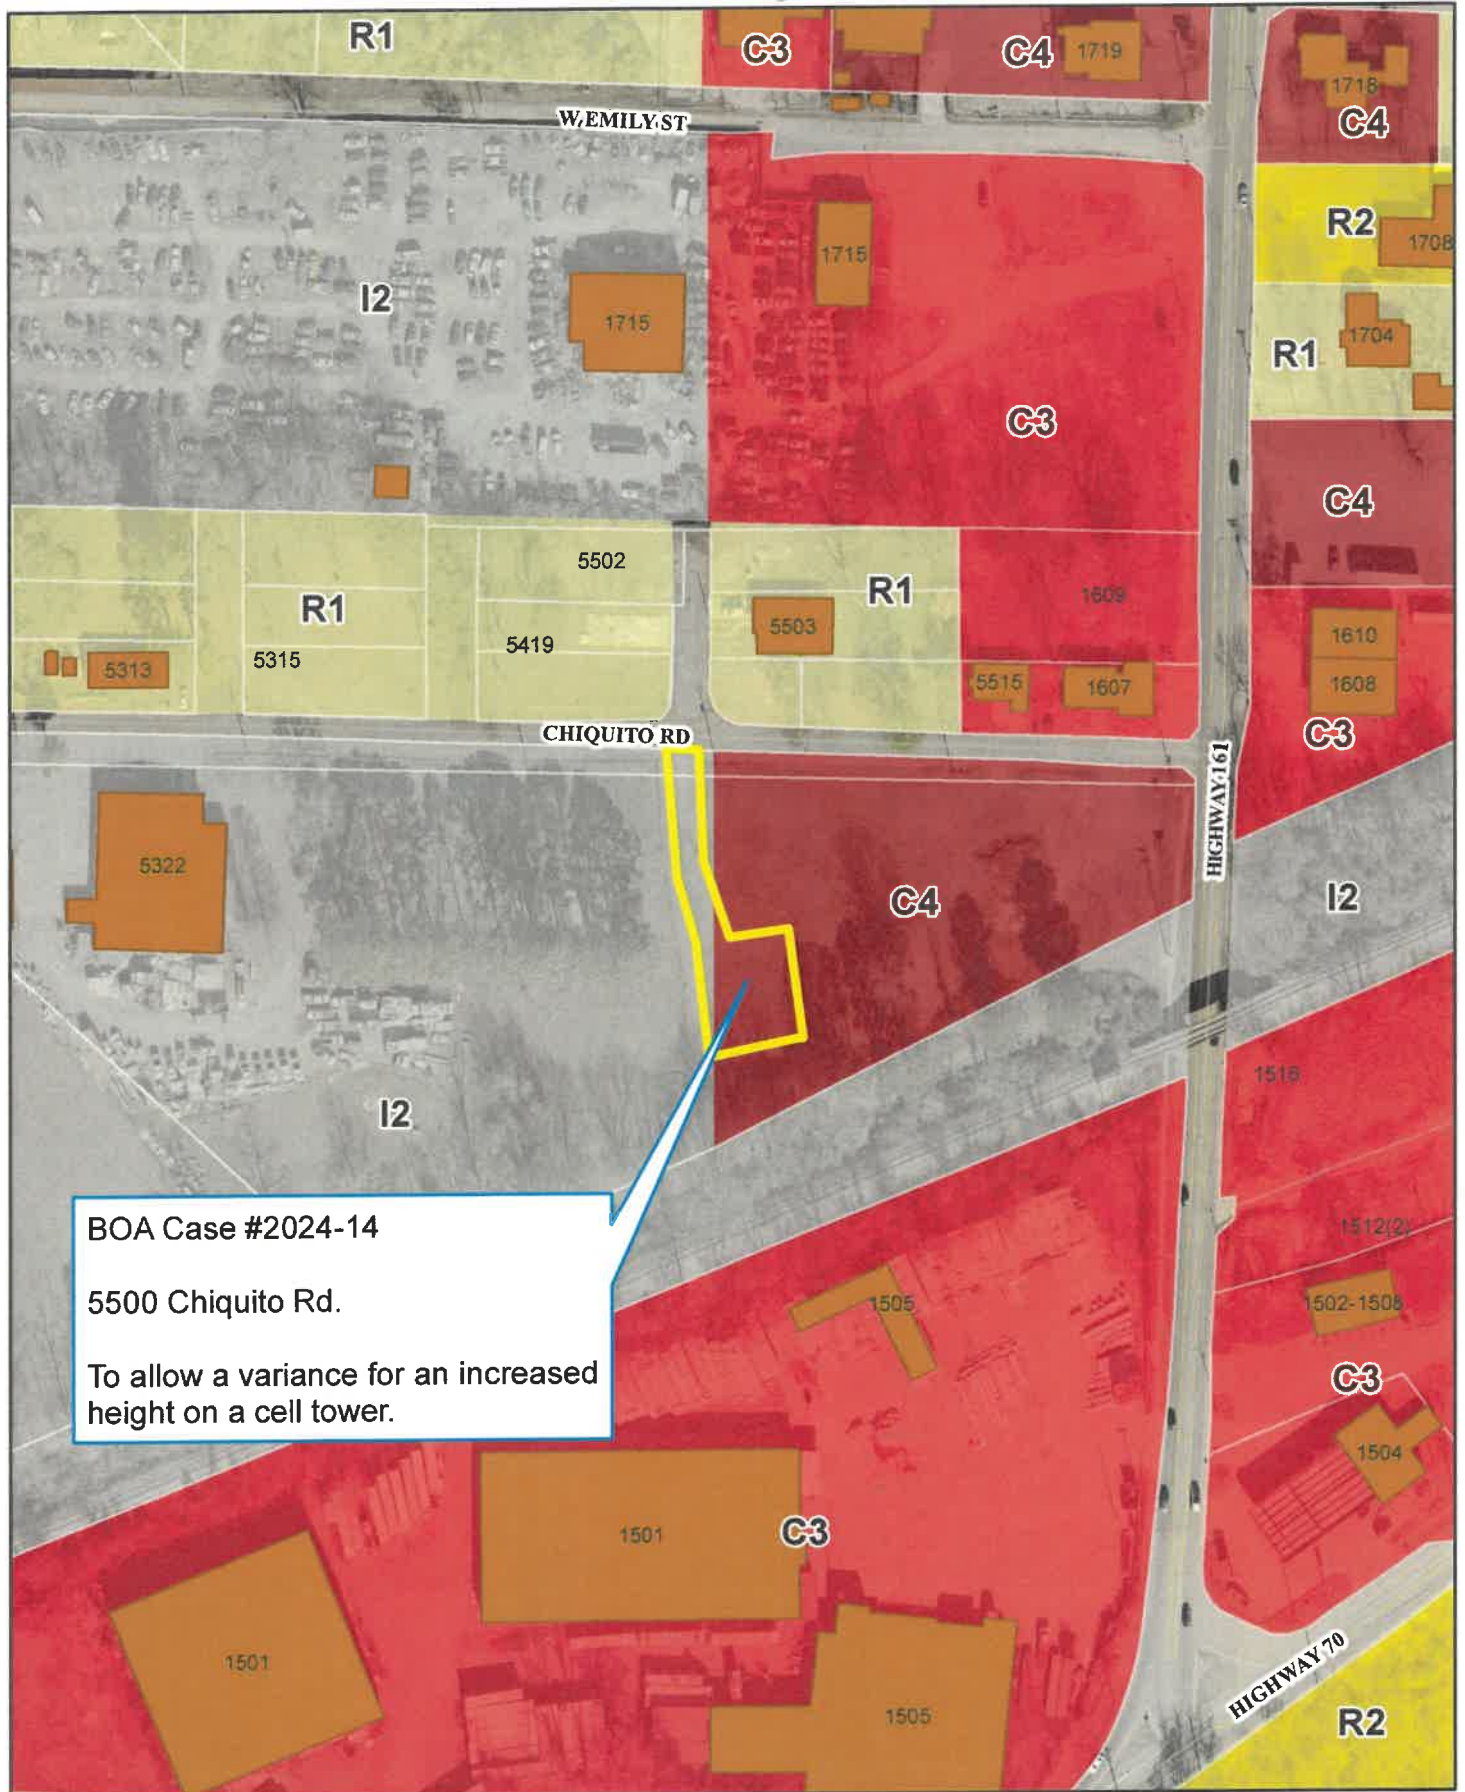 R1
C3
C4
1719
1718
C4
W. EMILY ST
R2
1708
1715
I2
1715
1704
R1
C3
C4
5502
R1
1609
R1
5503
1610
5419
5315
5313
5515
1607
1608
CHIQUITO RD
C3
HIGHWAY 161
5322
C4
I2
1516
I2
BOA Case #2024-14
5500 Chiquito Rd.
To allow a variance for an increased
height on a cell tower.
1512(2)
1505
1502-1508
C3
1504
1501
C3
1501
HIGHWAY 70
1505
R2